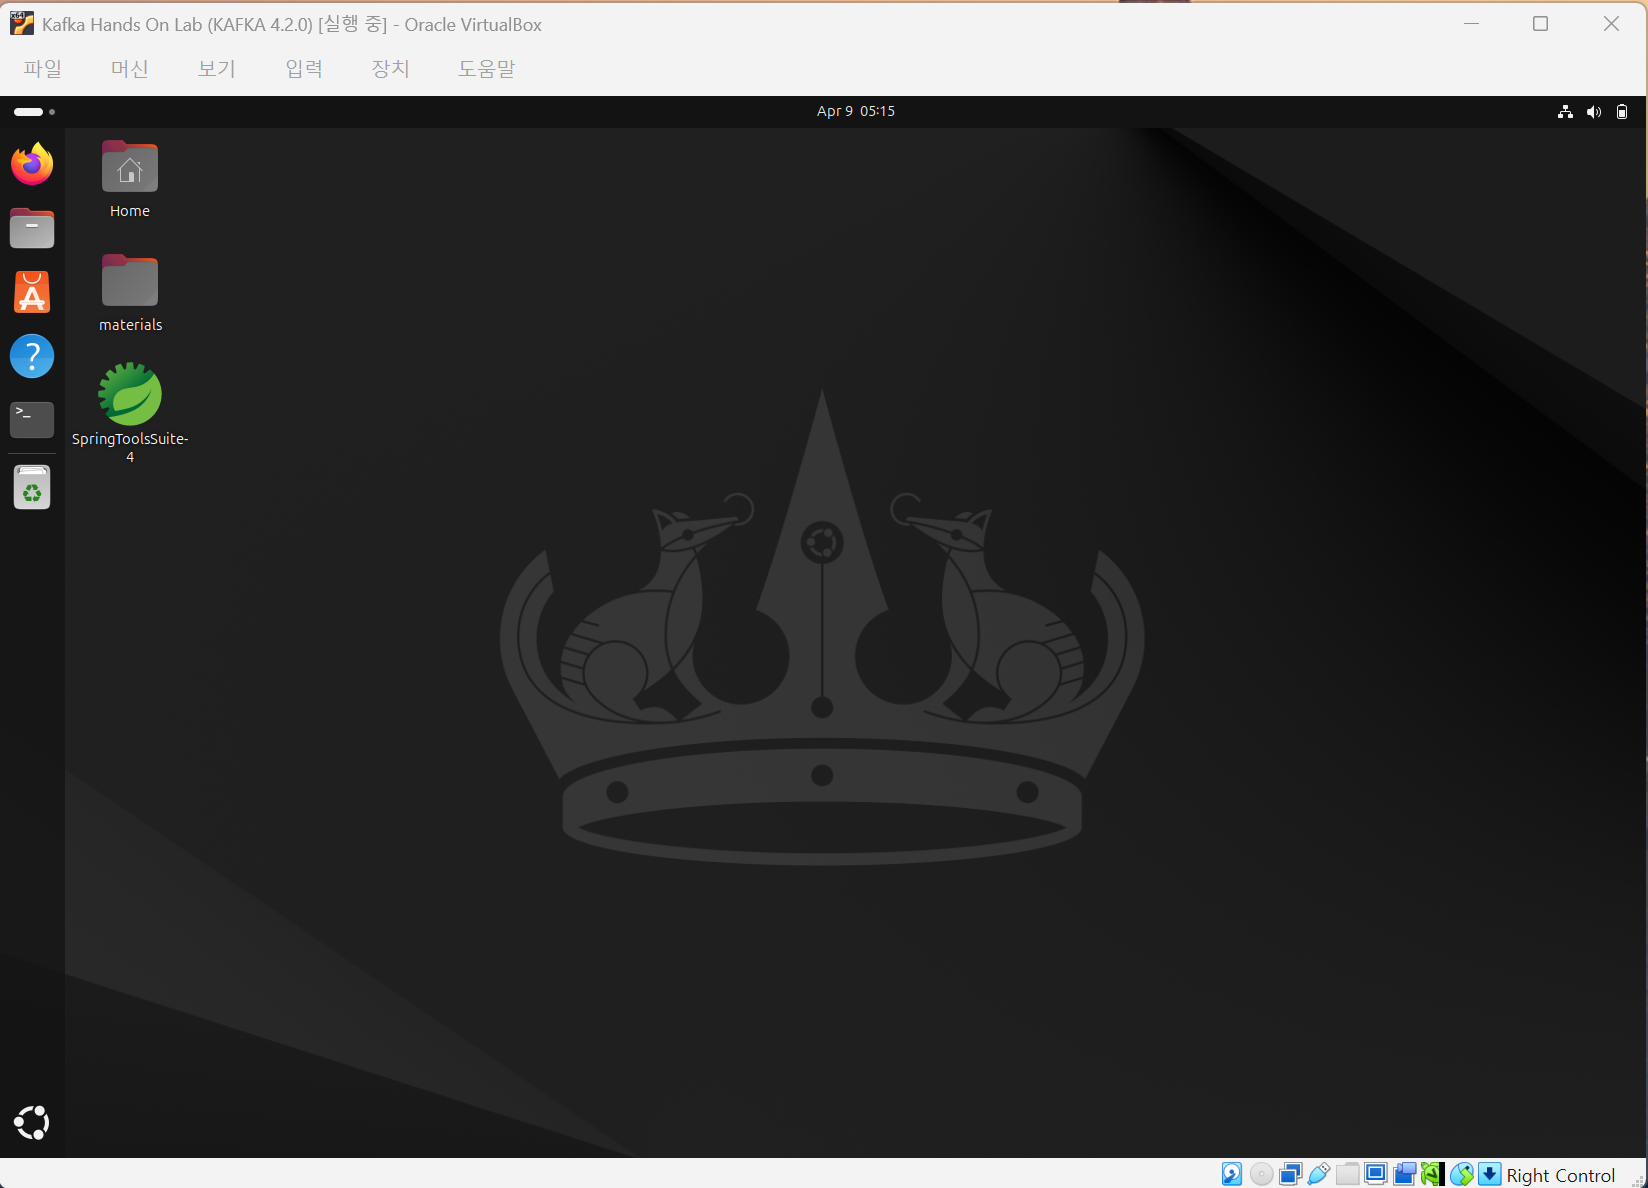 Kafka Hands On Lab (KAFKA 4.2.0) [실행 중] - Oracle VirtualBox
파일 머신 보기 입력 장치 도움말
Apr 9 05:15
Home
materials
SpringToolsSuite-
4
Right Control